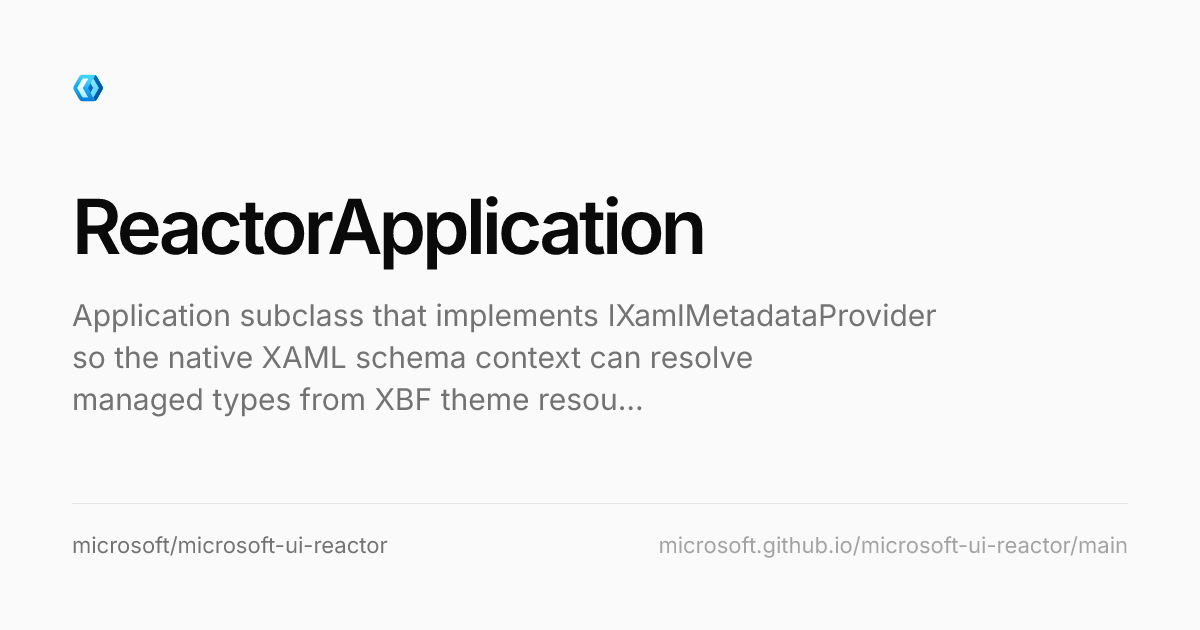 ReactorApplication
Application subclass that implements IXamlMetadataProvider
so the native XAML schema context can resolve
managed types from XBF theme resou...
microsoft/microsoft-ui-reactor
microsoft.github.io/microsoft-ui-reactor/main